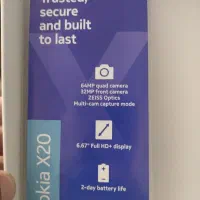 Trusted,
secure
and built
to last
64MP quad camera
32MP front camera
ZEISS Optics
Multi-cam capture mode
6.67" Full HD+ display
2-day battery life
Nokia X20